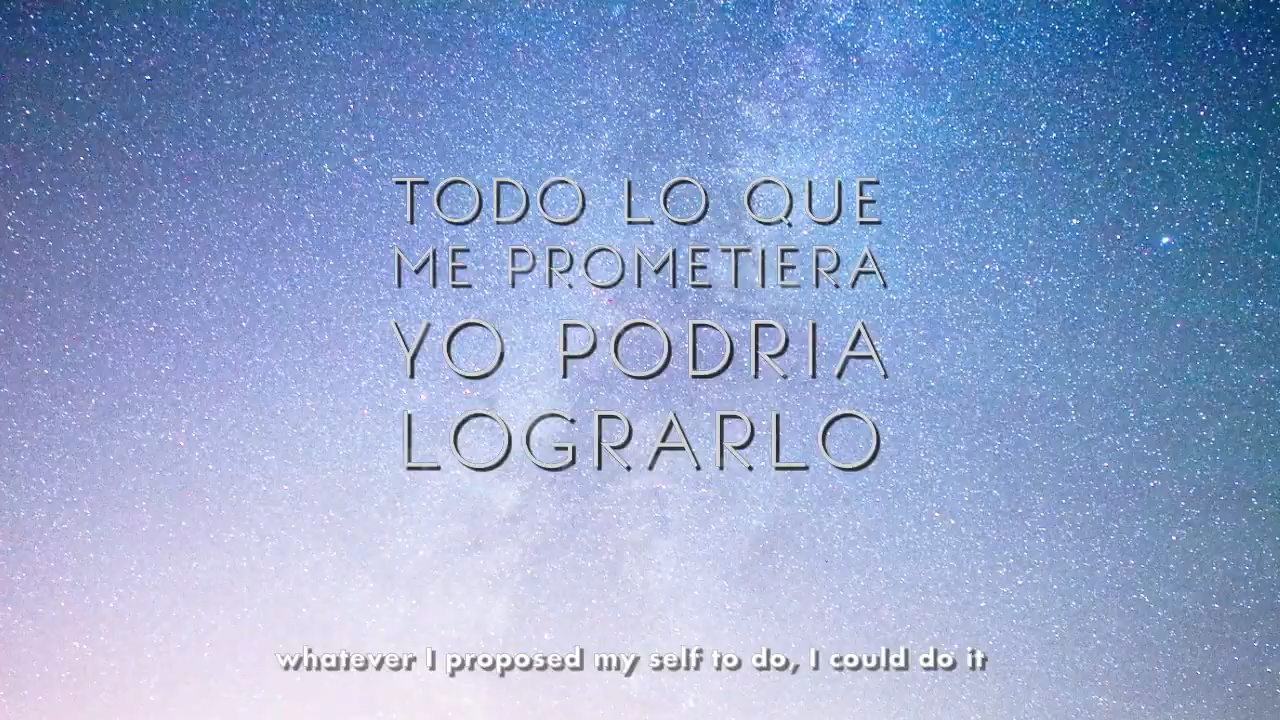 TODO LO QUE
ME PROMETIERA
YO PODRIA
LOGRARLO
whatever I proposed my self to do, I could do it